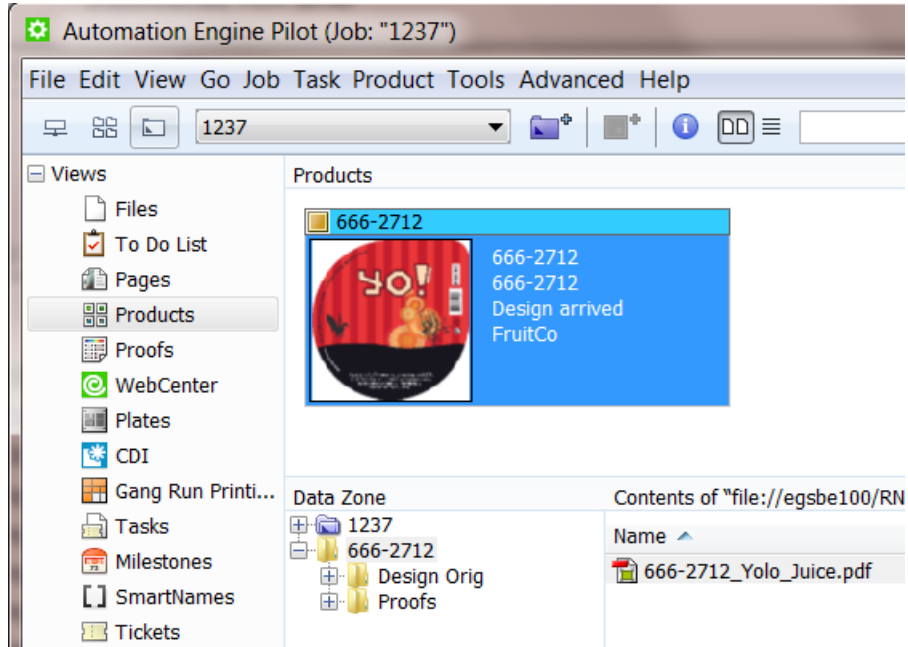 Automation Engine Pilot (Job: "1237")
File Edit View Go Job Task Product Tools Advanced Help
1237
Views
Files
To Do List
Pages
Products
Proofs
WebCenter
Plates
CDI
Gang Run Printi...
Tasks
Milestones
SmartNames
Tickets
Products
666-2712
YO!
666-2712
666-2712
Design arrived
FruitCo
Data Zone
1237
666-2712
Design Orig
Proofs
Contents of "file://egsbe100/RN
Name
666-2712_Yolo_Juice.pdf